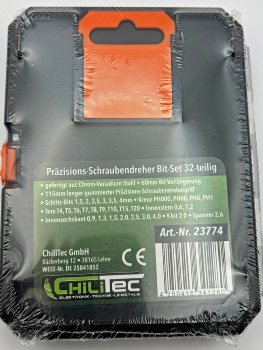 Präzisions-Schraubendreher Bit-Set 32-teilig
• gefertigt aus Chrom-Vanadium Stahl • 60mm Bit-Verlängerung
• 115mm langer gummierter Präzisions-Schraubendrehergriff
• Schlitz-Bits 1,5, 2, 2,5, 3, 3,5, 4mm • Kreuz PH000, PH00, PH0, PH1
• Torx T4, T5, T6, T7, T8, T9, T10, T15, T20 • Innenstern 0.6, 1.2
• Innensechskant 0.9, 1.3, 1.5, 2.0, 2.5, 3.0, 4.0 • Y-bit 2.0 • Spanner 2,6
Art.-Nr. 23774
ChiliTec GmbH
Bäckerberg 12 • 38165 Lehre
WEEE-Nr. DE 25841852
CHILITEC
ELEKTRONIK-TECHNIK-LIFESTYLE